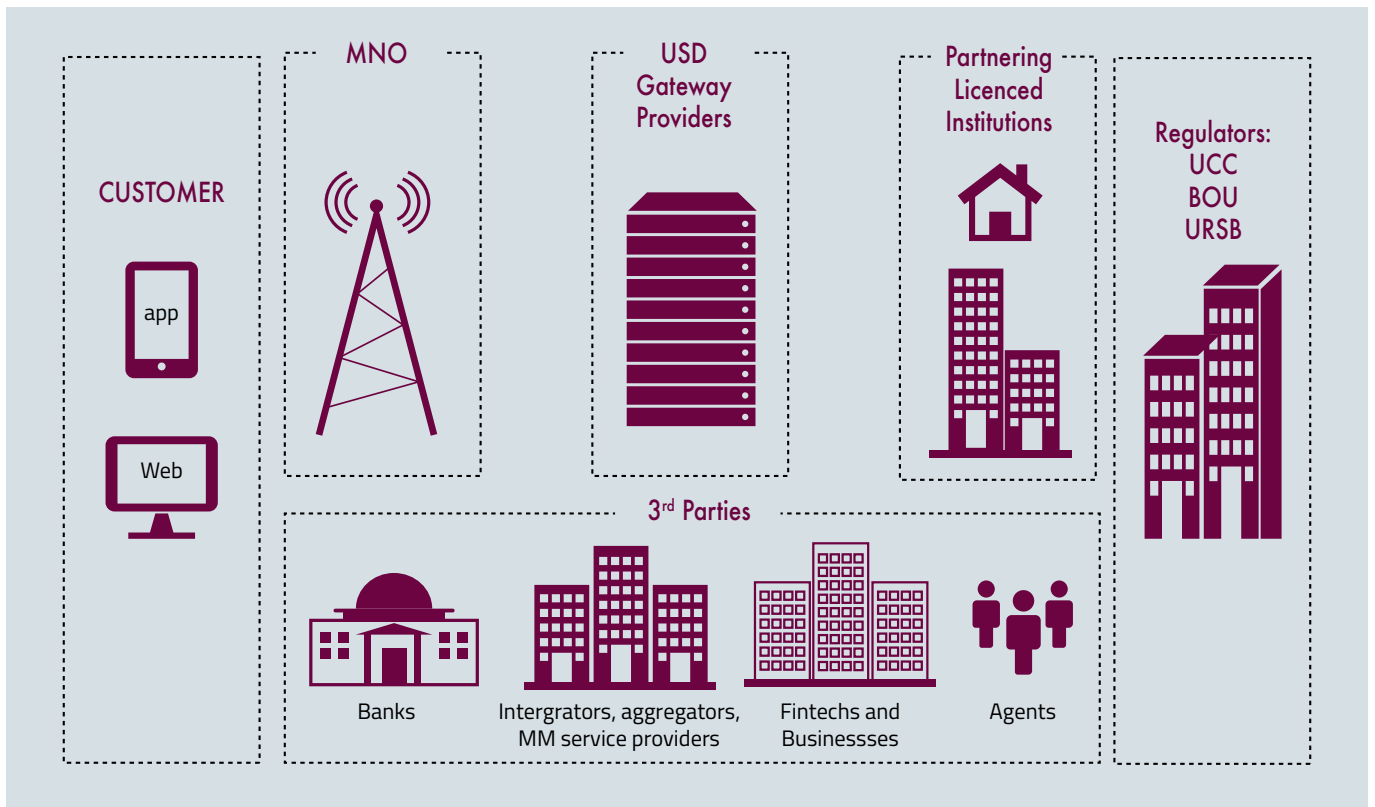 CUSTOMER
app
Web
MNO
USD
Gateway
Providers
Partnering
Licenced
Institutions
Regulators:
UCC
BOU
URSB
3rd Parties
Banks
Intergrators, aggregators,
MM service providers
Fintechs and
Businessses
Agents